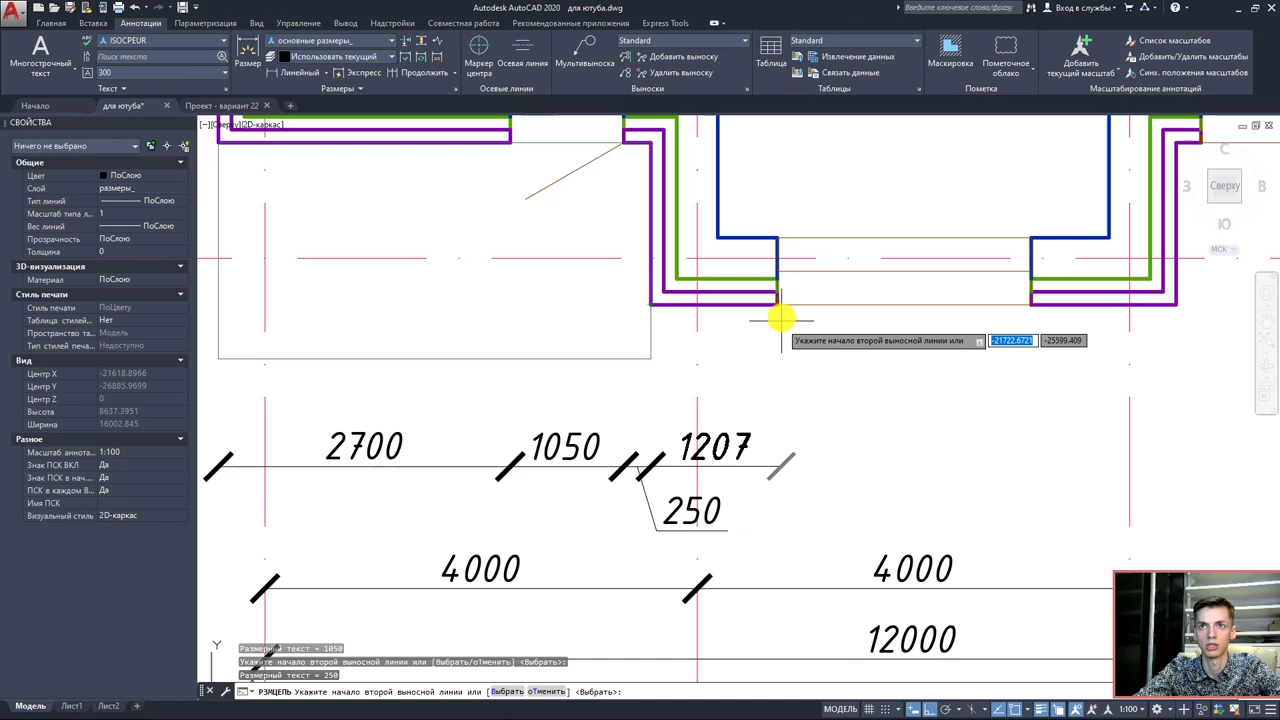 Autodesk AutoCAD 2020 для ютуба.dwg
Введите ключевое слово/фразу
Вход в службы
Главная Вставка Аннотации Параметризация Вид Управление Вывод Надстройки Совместная работа Рекомендованные приложения Express Tools
Многострочный текст
ISOCPEUR
Поиск текста
300
Текст
Размер
основные размеры_
Использовать текущий
Линейный Экспресс Продолжить
Размеры
Маркер центра
Осевая линия
Осевые линии
Мультивыноска
Standard
Добавить выноску
Удалить выноску
Выноски
Таблица
Standard
Извлечение данных
Связать данные
Таблицы
Маскировка
Пометочное облако
Пометка
Добавить текущий масштаб
Список масштабов
Добавить/Удалить масштабы
Синх. положения масштабов
Масштабирование аннотаций
Начало для ютуба* Проект - вариант 22
СВОЙСТВА
[−][Сверху][2D-каркас]
Ничего не выбрано
Общие
Цвет ПоСлою
Слой размеры_
Тип линий ПоСлою
Масштаб типа л... 1
Вес линий ПоСлою
Прозрачность ПоСлою
Толщина 0
3D-визуализация
Материал ПоСлою
Стиль печати
Стиль печати ПоЦвету
Таблица стилей... Нет
Пространство та... Модель
Тип стилей печа... Недоступно
Вид
Центр X -21618.8966
Центр Y -26885.9699
Центр Z 0
Высота 8637.3951
Ширина 16002.845
Разное
Масштаб аннота... 1:100
Знак ПСК ВКЛ Да
Знак ПСК в нач.... Да
ПСК в каждом В... Да
Имя ПСК
Визуальный стиль 2D-каркас
С
З Сверху В
Ю
МСК
Укажите начало второй выносной линии или -21722.6721 -25599.409
2700 1050 1207
250
4000 4000
12000
Y
Размерный текст = 1050
Укажите начало второй выносной линии или [Выбрать/оТменить] <Выбрать>:
Размерный текст = 250
РЗМЦЕПЬ Укажите начало второй выносной линии или [Выбрать оТменить] <Выбрать>:
Модель Лист1 Лист2
МОДЕЛЬ 1:100